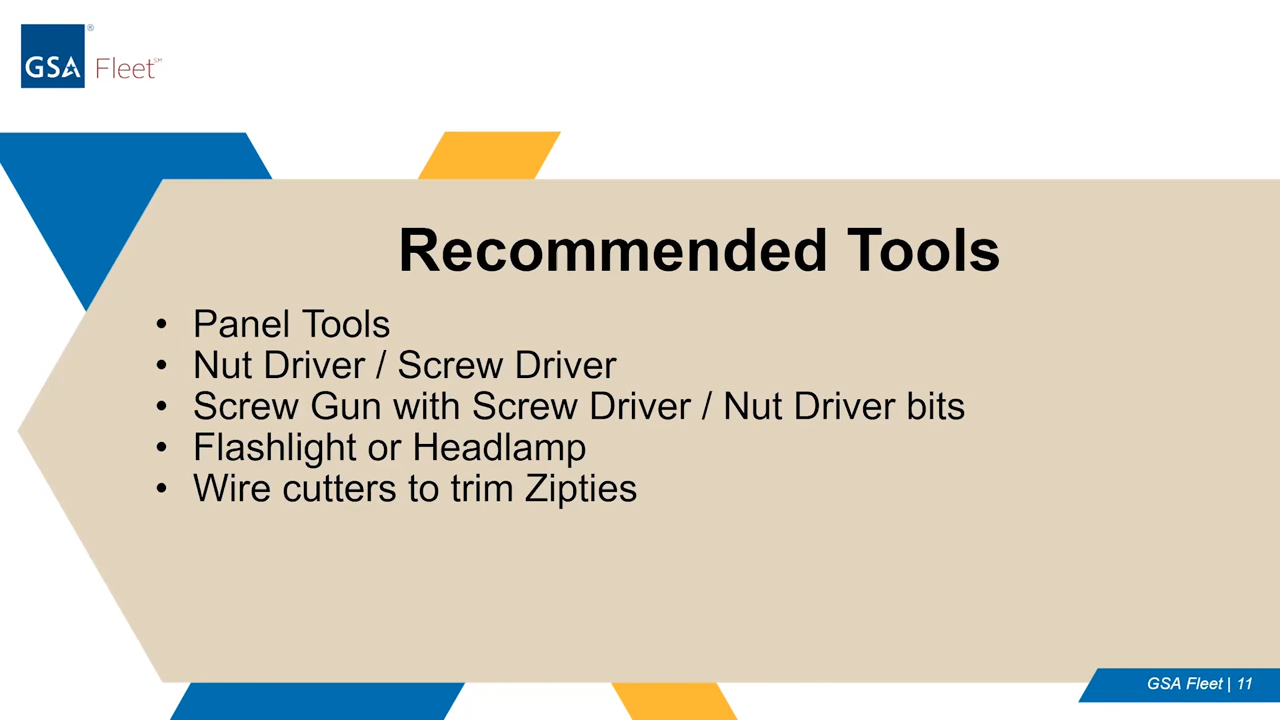 GSA Fleet℠
Recommended Tools
• Panel Tools
• Nut Driver / Screw Driver
• Screw Gun with Screw Driver / Nut Driver bits
• Flashlight or Headlamp
• Wire cutters to trim Zipties
GSA Fleet | 11